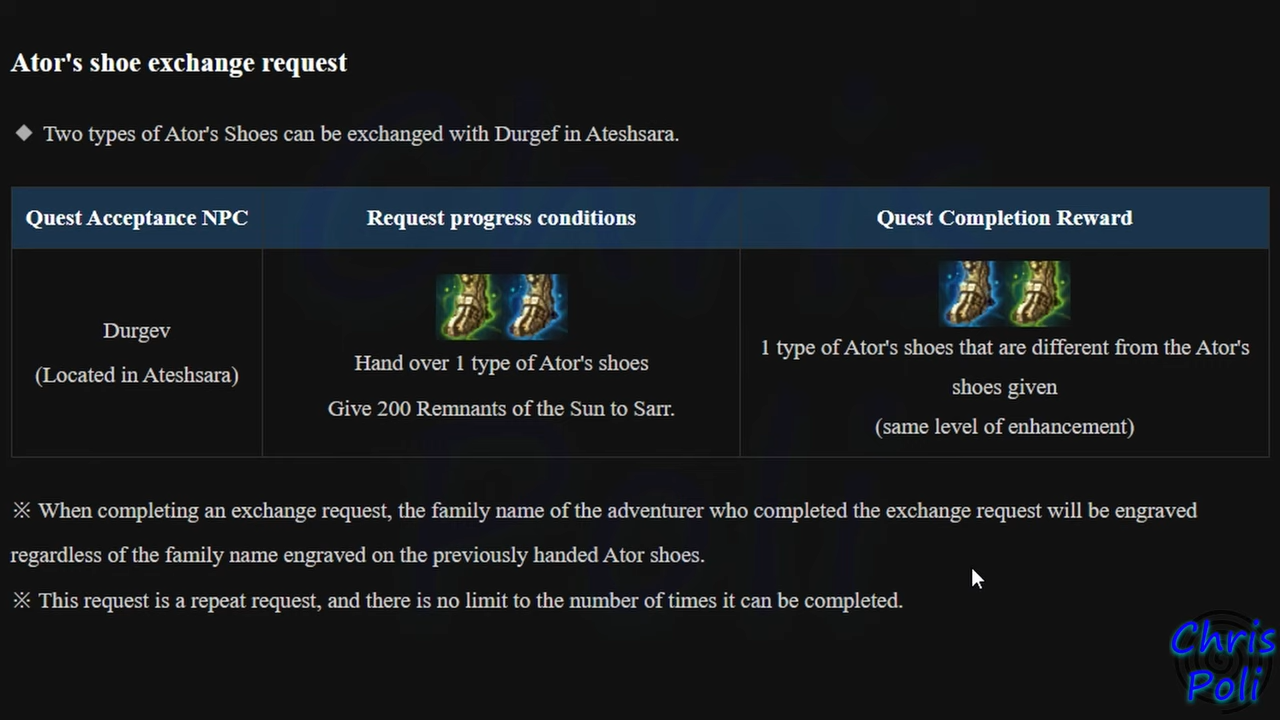 Ator's shoe exchange request
◆ Two types of Ator's Shoes can be exchanged with Durgef in Ateshsara.
Quest Acceptance NPC
Request progress conditions
Quest Completion Reward
Durgev
(Located in Ateshsara)
Hand over 1 type of Ator's shoes
Give 200 Remnants of the Sun to Sarr.
1 type of Ator's shoes that are different from the Ator's
shoes given
(same level of enhancement)
※ When completing an exchange request, the family name of the adventurer who completed the exchange request will be engraved
regardless of the family name engraved on the previously handed Ator shoes.
※ This request is a repeat request, and there is no limit to the number of times it can be completed.
Chris
Poli